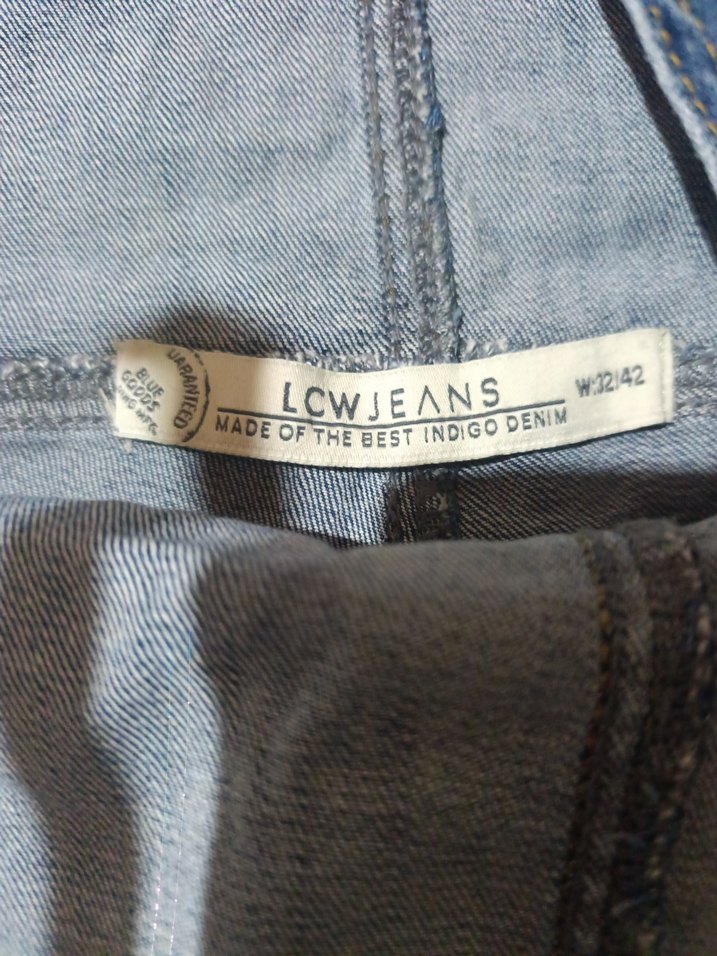 GUARANTEED
BLUE
GOODS
LCWJEANS
W:32/42
MADE OF THE BEST INDIGO DENIM